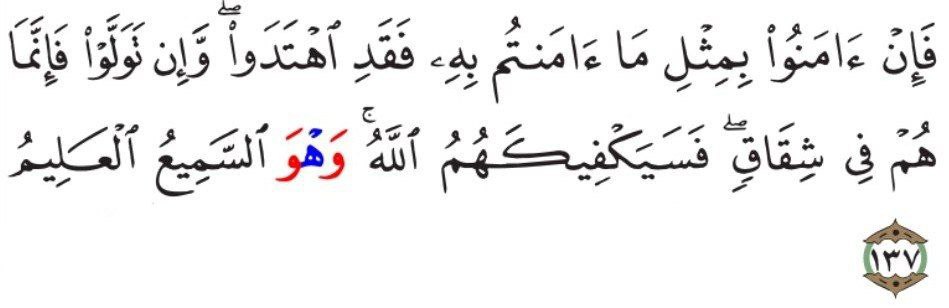 فَإِنْ ءَامَنُوا۟ بِمِثْلِ مَا ءَامَنتُم بِهِۦ فَقَدِ ٱهْتَدَوا۟ۖ وَّإِن تَوَلَّوْا۟ فَإِنَّمَا
هُمْ فِي شِقَاقٍۖ فَسَيَكْفِيكَهُمُ ٱللَّهُۚ وَهْوَ ٱلسَّمِيعُ ٱلْعَلِيمُ
١٣٧